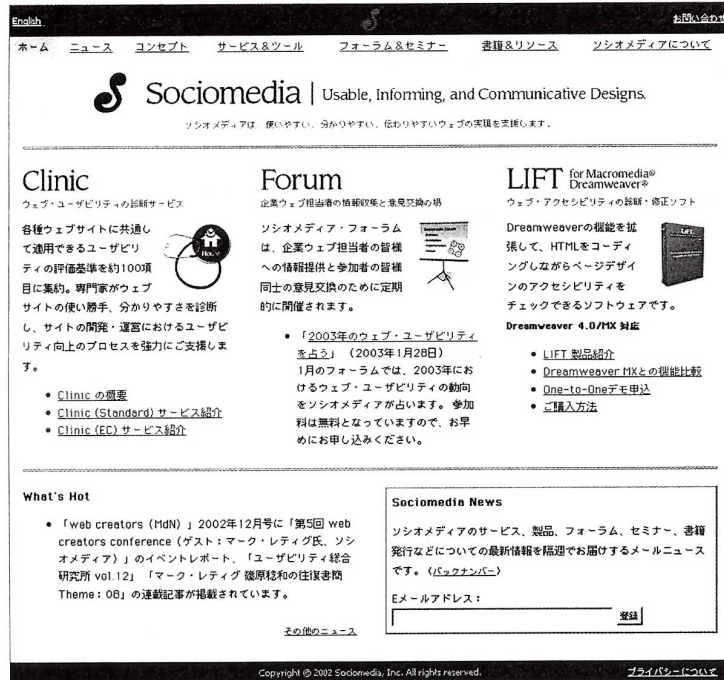 English
お問い合わせ
ホーム ニュース コンセプト サービス&ツール フォーラム&セミナー 書籍&リソース ソシオメディアについて
Sociomedia | Usable, Informing, and Communicative Designs.
ソシオメディアは、使いやすい、分かりやすい、伝わりやすいウェブの実現を支援します。
Clinic
ウェブ・ユーザビリティの診断サービス
各種ウェブサイトに共通し
て適用できるユーザビリ
ティの評価基準を約100項
目に集約。専門家がウェブ
サイトの使い勝手、分かりやすさを診断
し、サイトの開発・運営におけるユーザビ
リティ向上のプロセスを強力にご支援しま
す。
• Clinic の概要
• Clinic (Standard) サービス紹介
• Clinic (EC) サービス紹介
Forum
企業ウェブ担当者の情報収集と意見交換の場
ソシオメディア・フォーラム
は、企業ウェブ担当者の皆様
への情報提供と参加者の皆様
同士の意見交換のために定期
的に開催されます。
• 「2003年のウェブ・ユーザビリティ
を占う」 (2003年1月28日)
1月のフォーラムでは、2003年にお
けるウェブ・ユーザビリティの動向
をソシオメディアが占います。 参加
料は無料となっていますので、お早
めにお申し込みください。
LIFT for Macromedia®
Dreamweaver®
ウェブ・アクセシビリティの診断・修正ソフト
Dreamweaverの機能を拡
張して、HTMLをコーディ
ングしながらページデザイ
ンのアクセシビリティを
チェックできるソフトウェアです。
Dreamweaver 4.0/MX 対応
• LIFT 製品紹介
• Dreamweaver MXとの機能比較
• One-to-Oneデモ申込
• ご購入方法
House
LIFT
What's Hot
• 「web creators (MdN) 」2002年12月号に「第5回 web
creators conference (ゲスト:マーク・レティグ氏、ソシ
オメディア) 」のイベントレポート、「ユーザビリティ総合
研究所 vol.12」 「マーク・レティグ 篠原稔和の往復書簡
Theme:08」の連載記事が掲載されています。
その他のニュース
Sociomedia News
ソシオメディアのサービス、製品、フォーラム、セミナー、書籍
発行などについての最新情報を隔週でお届けするメールニュース
です。 (バックナンバー)
Eメールアドレス:
登録
Copyright © 2002 Sociomedia, Inc. All rights reserved.
プライバシーについて